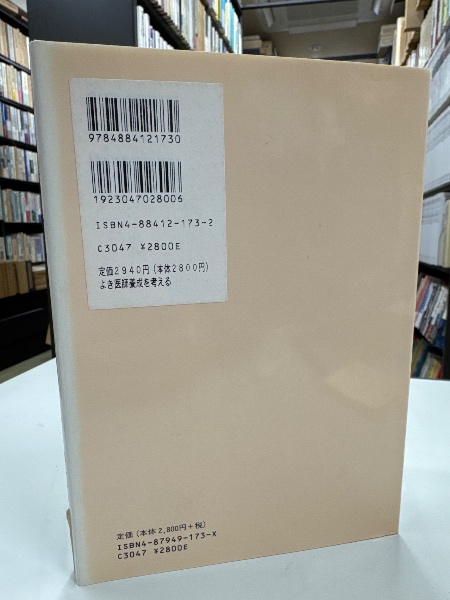 9784884121730
1923047028006
ISBN4-88412-173-2
C3047 ¥2800E
定価2940円(本体2800円)
よき医師養成を考える
定価(本体2,800円+税)
ISBN4-87949-173-X
C3047 ¥2800E